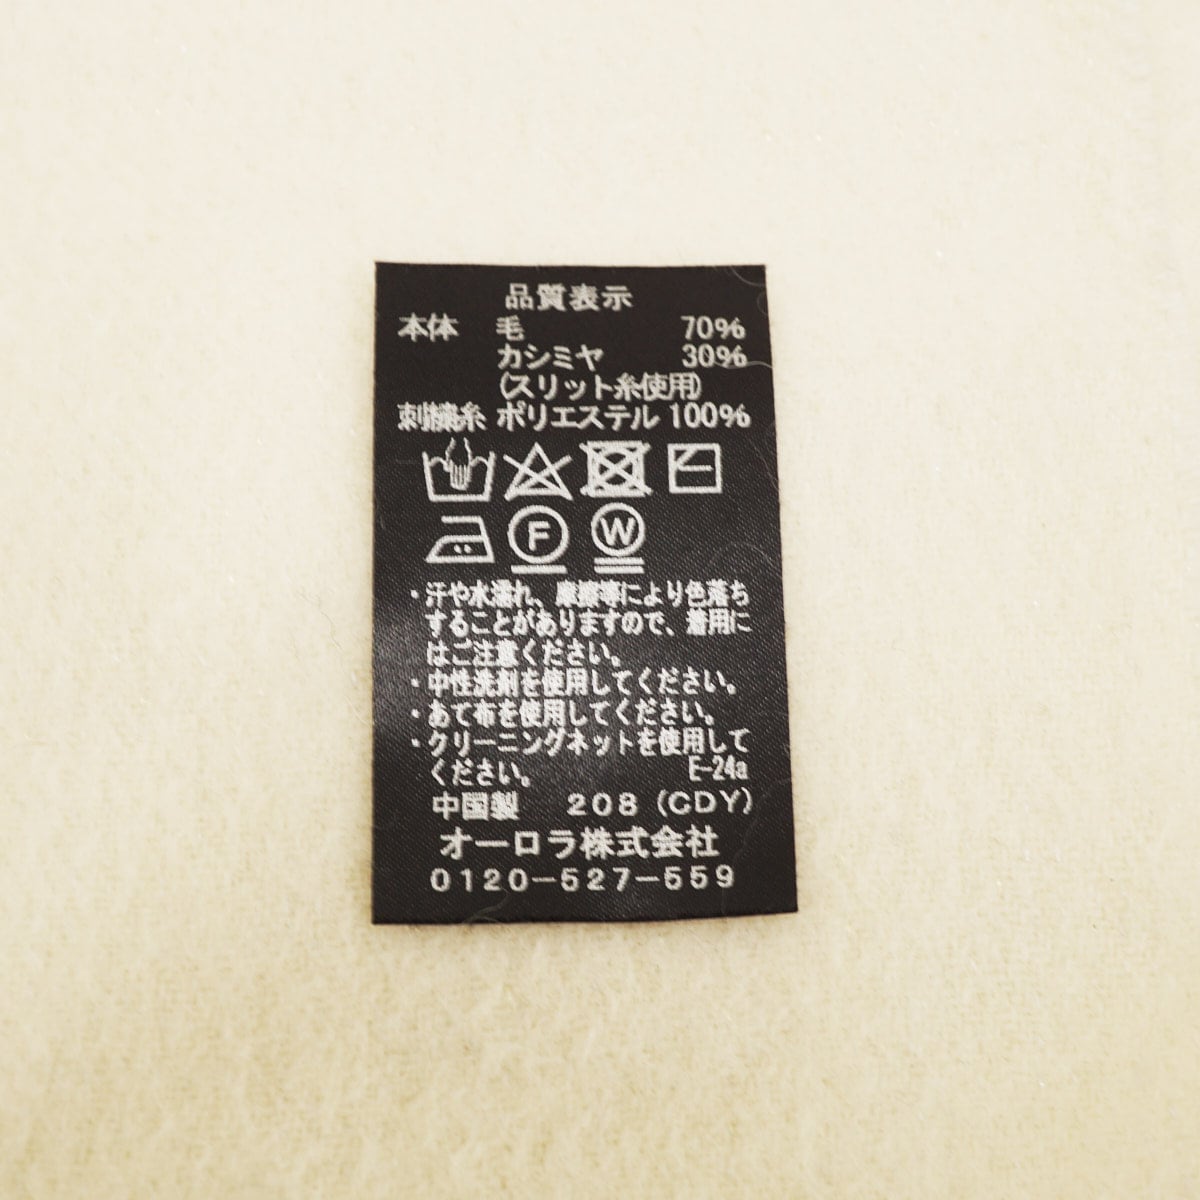 品質表示
本体 毛 70%
カシミヤ 30%
(スリット糸使用)
刺繍糸 ポリエステル 100%
F W
・汗や水濡れ、摩擦等により色落ち
することがありますので、着用に
はご注意ください。
・中性洗剤を使用してください。
・あて布を使用してください。
・クリーニングネットを使用して
ください。 E-24a
中国製 208 (CDY)
オーロラ株式会社
0120-527-559